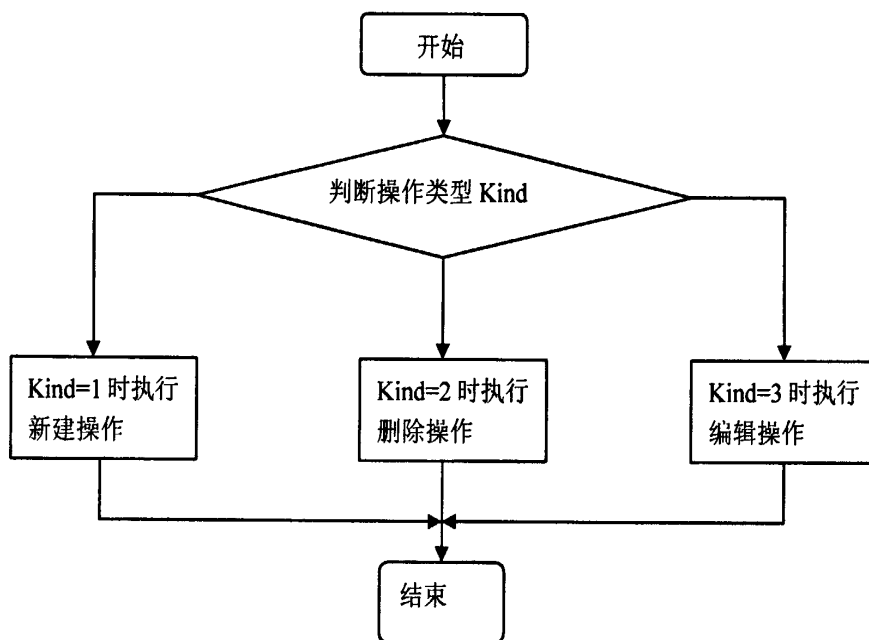 开始
判断操作类型 Kind
Kind=1 时执行
新建操作
Kind=2 时执行
删除操作
Kind=3 时执行
编辑操作
结束